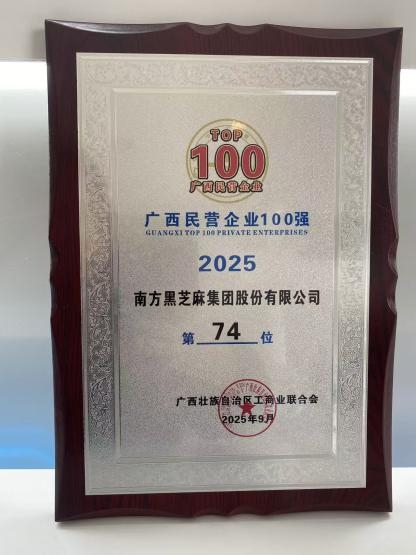 TOP
100
广西民营企业
广西民营企业100强
GUANGXI TOP 100 PRIVATE ENTERPRISES
2025
南方黑芝麻集团股份有限公司
第 74 位
广西壮族自治区工商业联合会
2025年9月